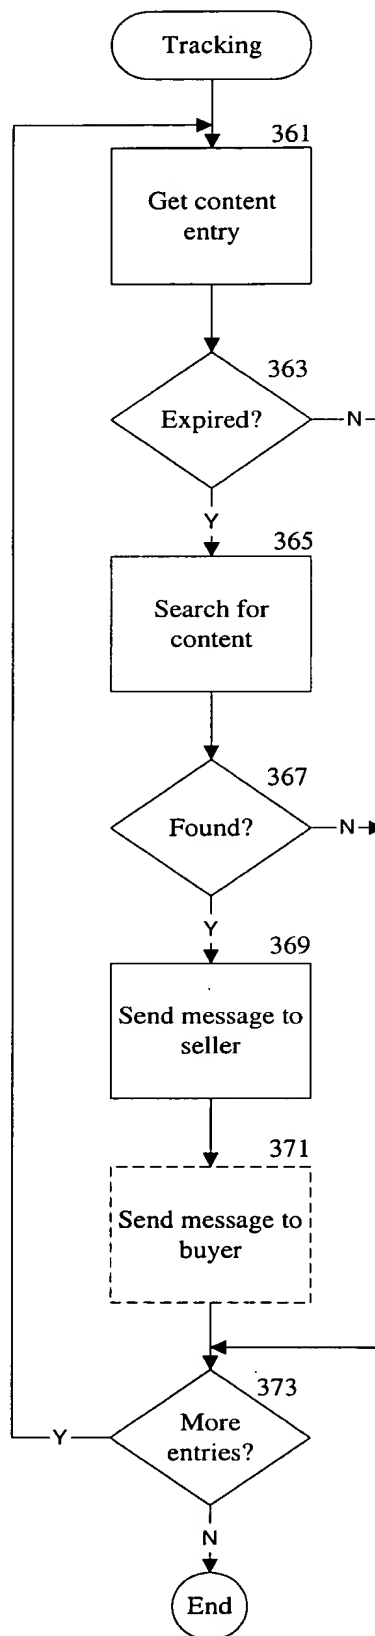 Tracking
361
Get content
entry
363
Expired?
N
Y
365
Search for
content
367
Found?
N
Y
369
Send message to
seller
371
Send message to
buyer
373
More
entries?
Y
N
End